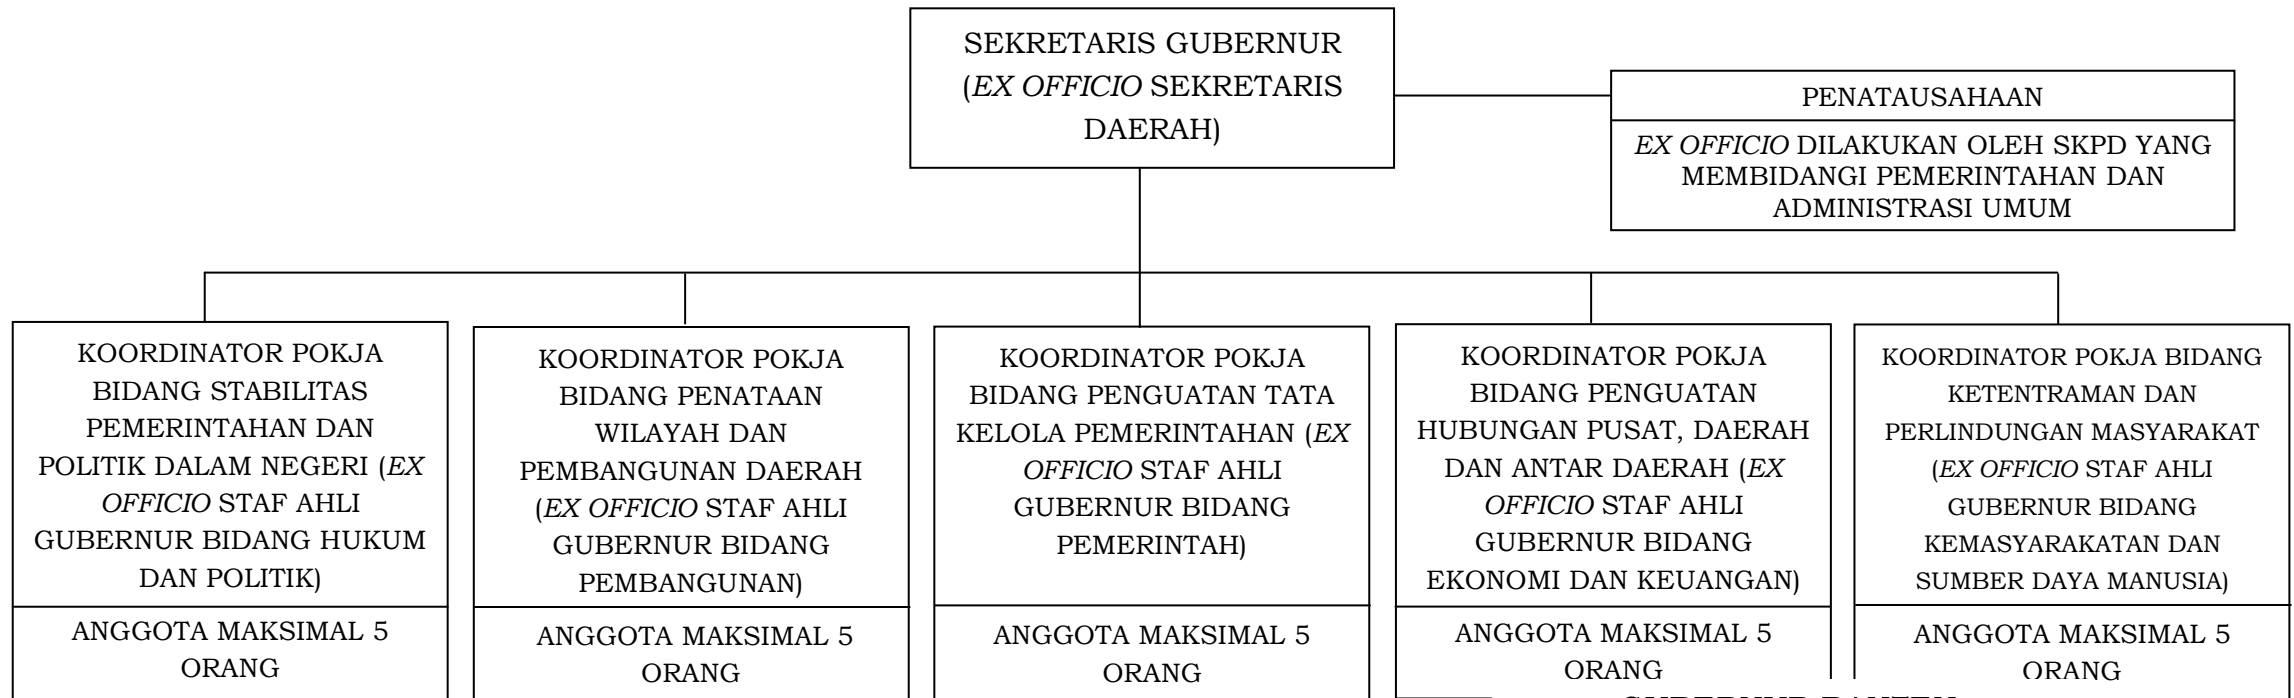 SEKRETARIS GUBERNUR
(EX OFFICIO SEKRETARIS
DAERAH)
PENATAUSAHAAN
EX OFFICIO DILAKUKAN OLEH SKPD YANG
MEMBIDANGI PEMERINTAHAN DAN
ADMINISTRASI UMUM
KOORDINATOR POKJA
BIDANG STABILITAS
PEMERINTAHAN DAN
POLITIK DALAM NEGERI (EX
OFFICIO STAF AHLI
GUBERNUR BIDANG HUKUM
DAN POLITIK)
ANGGOTA MAKSIMAL 5
ORANG
KOORDINATOR POKJA
BIDANG PENATAAN
WILAYAH DAN
PEMBANGUNAN DAERAH
(EX OFFICIO STAF AHLI
GUBERNUR BIDANG
PEMBANGUNAN)
ANGGOTA MAKSIMAL 5
ORANG
KOORDINATOR POKJA
BIDANG PENGUATAN TATA
KELOLA PEMERINTAHAN (EX
OFFICIO STAF AHLI
GUBERNUR BIDANG
PEMERINTAH)
ANGGOTA MAKSIMAL 5
ORANG
KOORDINATOR POKJA
BIDANG PENGUATAN
HUBUNGAN PUSAT, DAERAH
DAN ANTAR DAERAH (EX
OFFICIO STAF AHLI
GUBERNUR BIDANG
EKONOMI DAN KEUANGAN)
ANGGOTA MAKSIMAL 5
ORANG
KOORDINATOR POKJA BIDANG
KETENTRAMAN DAN
PERLINDUNGAN MASYARAKAT
(EX OFFICIO STAF AHLI
GUBERNUR BIDANG
KEMASYARAKATAN DAN
SUMBER DAYA MANUSIA)
ANGGOTA MAKSIMAL 5
ORANG